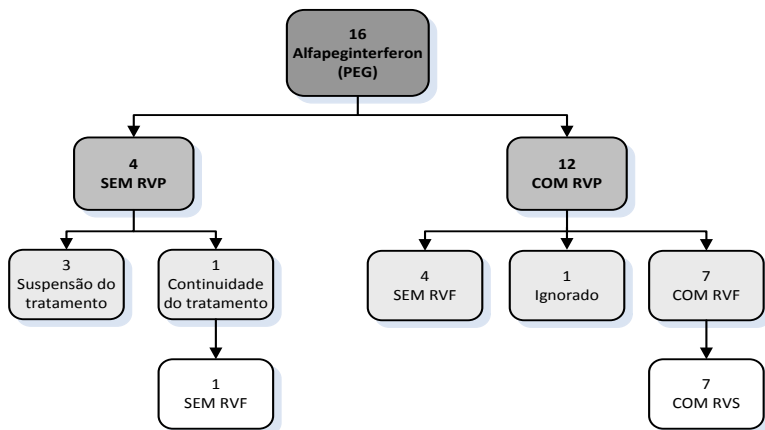 16
Alfapeginterferon
(PEG)
4
SEM RVP
12
COM RVP
3
Suspensão do
tratamento
1
Continuidade
do tratamento
4
SEM RVF
1
Ignorado
7
COM RVF
1
SEM RVF
7
COM RVS